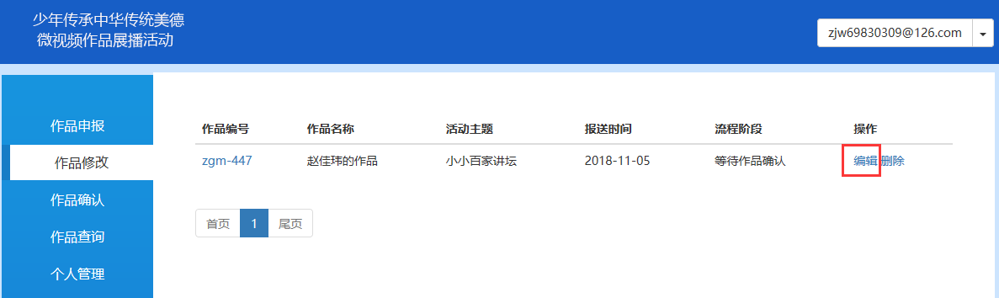 少年传承中华传统美德
微视频作品展播活动
zjw69830309@126.com
作品申报
作品修改
作品确认
作品查询
个人管理
作品编号 作品名称 活动主题 报送时间 流程阶段 操作
zgm-447 赵佳玮的作品 小小百家讲坛 2018-11-05 等待作品确认 编辑 删除
首页 1 尾页